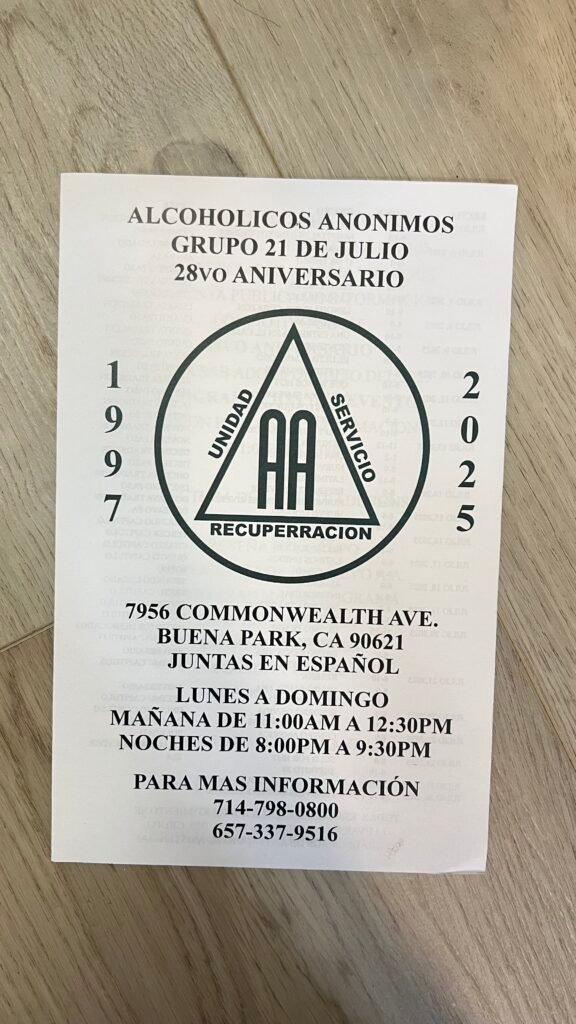 ALCOHOLICOS ANONIMOS
GRUPO 21 DE JULIO
28VO ANIVERSARIO
1997
2025
UNIDAD
SERVICIO
AA
RECUPERRACION
7956 COMMONWEALTH AVE.
BUENA PARK, CA 90621
JUNTAS EN ESPAÑOL
LUNES A DOMINGO
MAÑANA DE 11:00AM A 12:30PM
NOCHES DE 8:00PM A 9:30PM
PARA MAS INFORMACIÓN
714-798-0800
657-337-9516